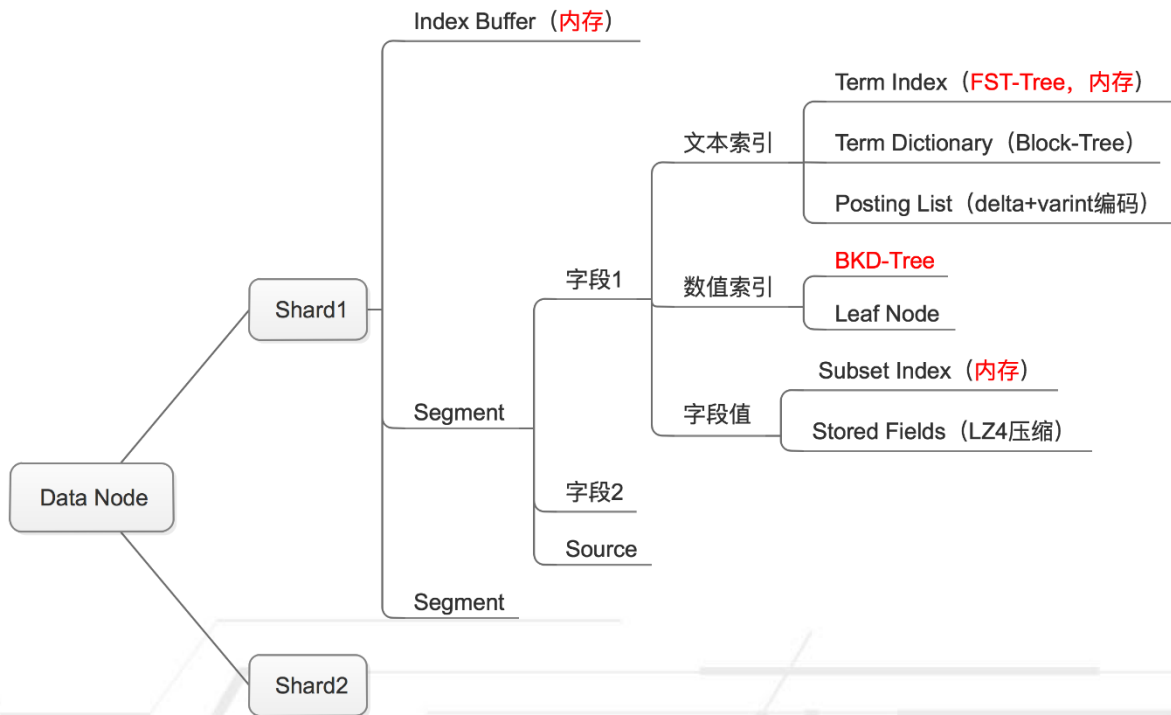 Index Buffer（内存）
Term Index（FST-Tree，内存）
文本索引
Term Dictionary（Block-Tree）
Posting List（delta+varint编码）
字段1
BKD-Tree
数值索引
Shard1
Leaf Node
Subset Index（内存）
Segment
字段值
Stored Fields（LZ4压缩）
Data Node
字段2
Source
Segment
Shard2